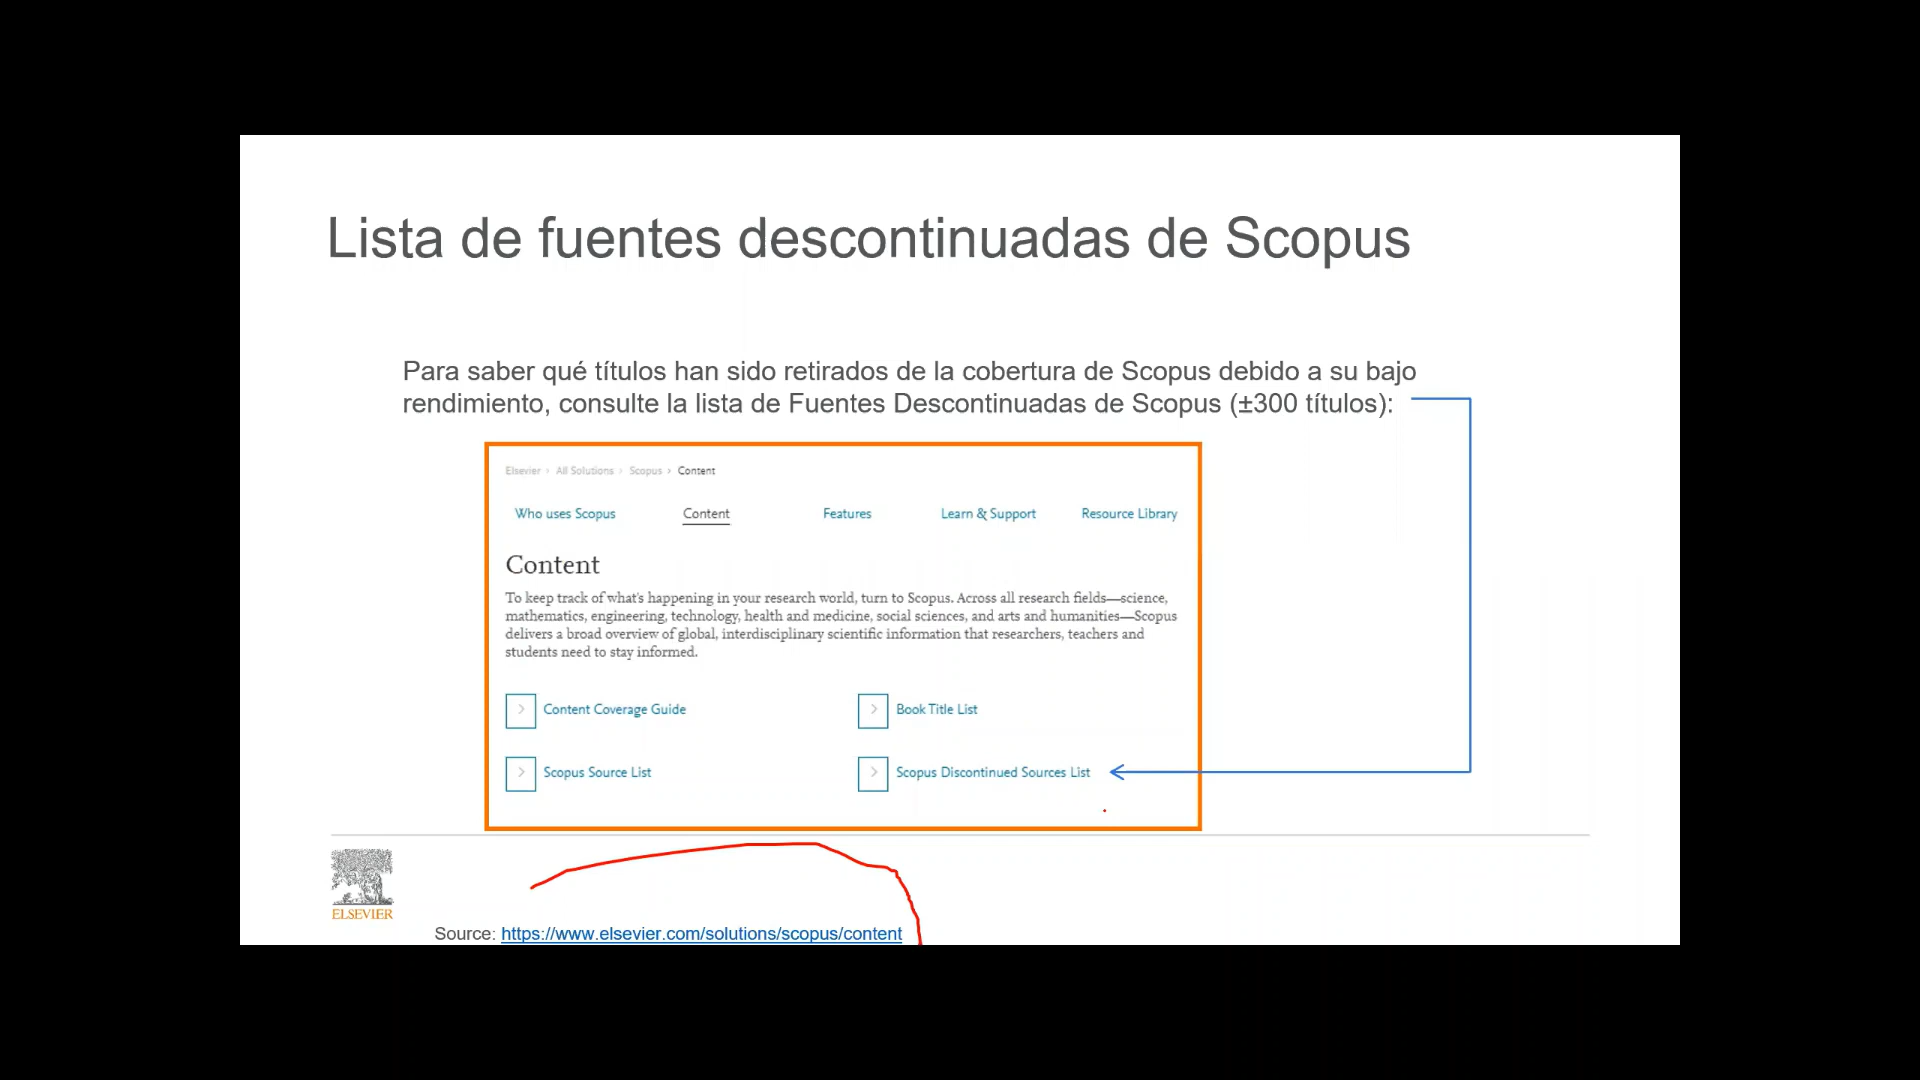 Lista de fuentes descontinuadas de Scopus
Para saber qué títulos han sido retirados de la cobertura de Scopus debido a su bajo
rendimiento, consulte la lista de Fuentes Descontinuadas de Scopus (±300 títulos):
Elsevier > All Solutions > Scopus > Content
Who uses Scopus Content Features Learn & Support Resource Library
Content
To keep track of what's happening in your research world, turn to Scopus. Across all research fields—science,
mathematics, engineering, technology, health and medicine, social sciences, and arts and humanities—Scopus
delivers a broad overview of global, interdisciplinary scientific information that researchers, teachers and
students need to stay informed.
> Content Coverage Guide > Book Title List
> Scopus Source List > Scopus Discontinued Sources List
ELSEVIER
Source: https://www.elsevier.com/solutions/scopus/content